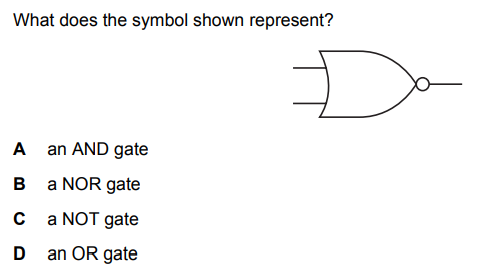 What does the symbol shown represent?
A an AND gate
B a NOR gate
C a NOT gate
D an OR gate